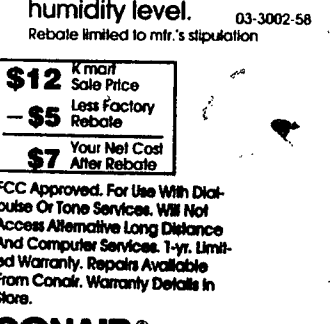 humidity level.
03-3002-58
Rebate limited to mfr.'s stipulation
$12 K mart
Sale Price
-$5 Less Factory
Rebate
$7 Your Net Cost
After Rebate
FCC Approved. For Use With Dial-
pulse Or Tone Services. Will Not
Access Alternative Long Distance
And Computer Services. 1-yr. Limit-
ed Warranty. Repairs Available
From Conair. Warranty Details In
Store.
CONAIR®